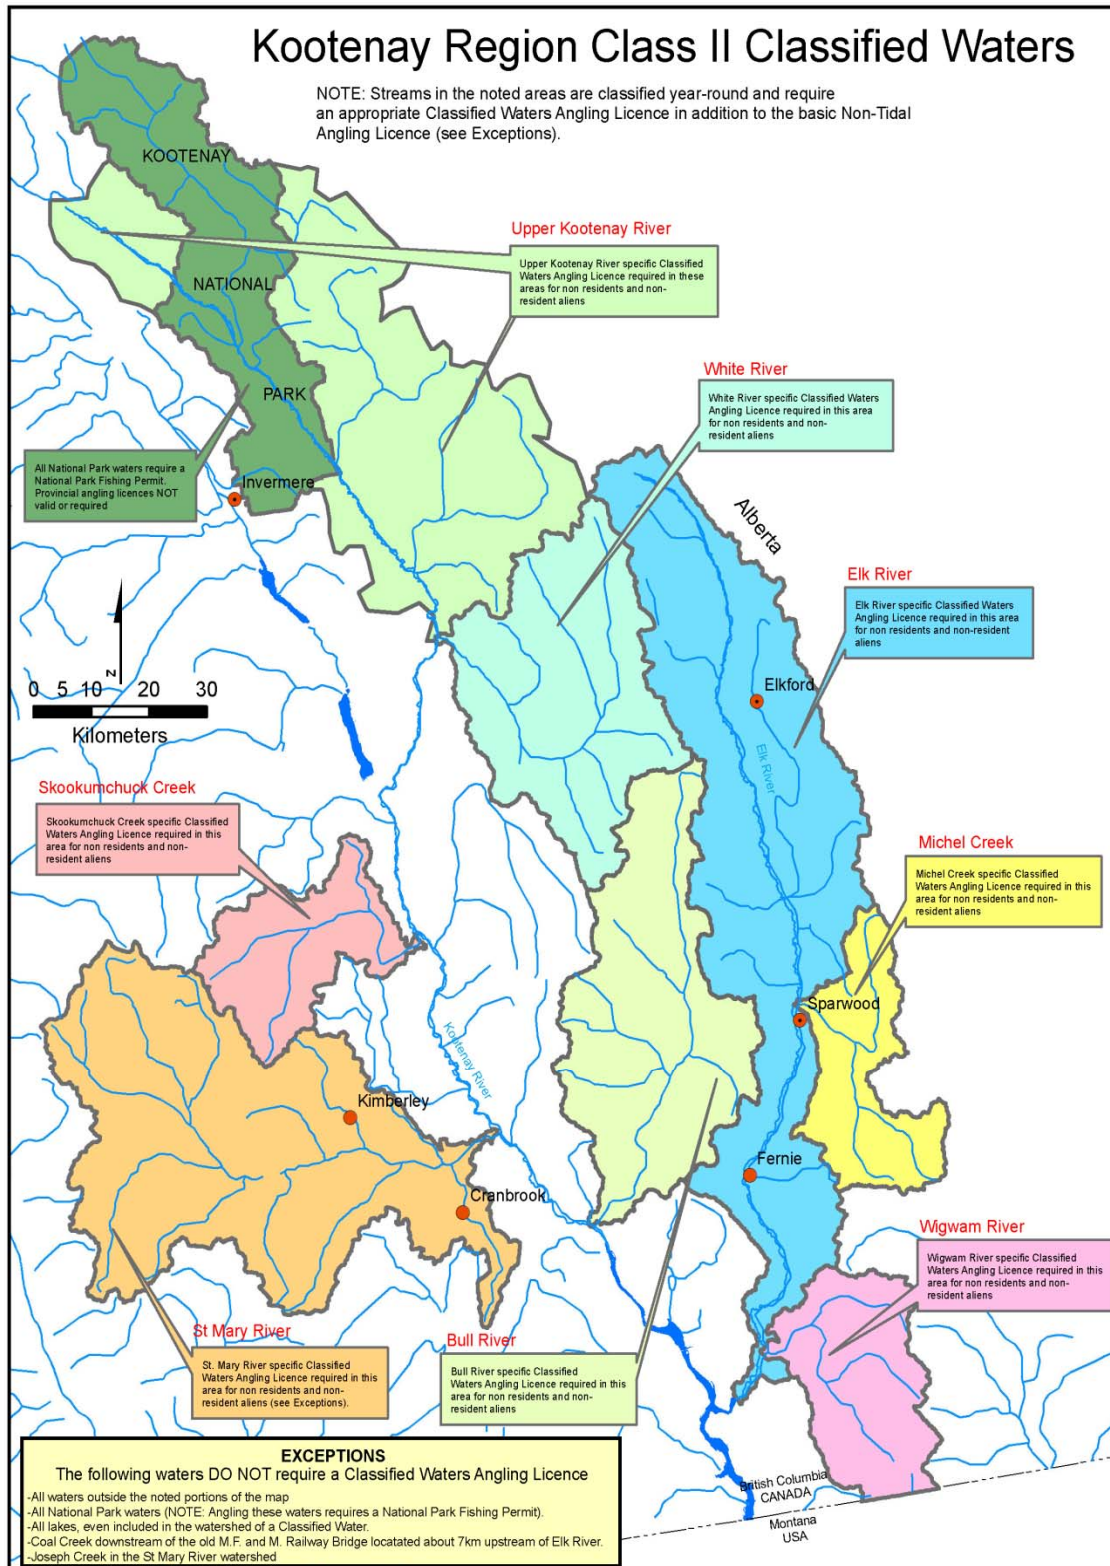 Kootenay Region Class II Classified Waters
NOTE: Streams in the noted areas are classified year-round and require
an appropriate Classified Waters Angling Licence in addition to the basic Non-Tidal
Angling Licence (see Exceptions).
KOOTENAY
NATIONAL
PARK
Upper Kootenay River
Upper Kootenay River specific Classified
Waters Angling Licence required in these
areas for non residents and non-
resident aliens
White River
White River specific Classified Waters
Angling Licence required in this area
for non residents and non-
resident aliens
All National Park waters require a
National Park Fishing Permit.
Provincial angling licences NOT
valid or required
Invermere
Alberta
Elk River
Elk River specific Classified Waters
Angling Licence required in this area
for non residents and non-resident
aliens
N
0 5 10 20 30
Kilometers
Elkford
Elk River
Skookumchuck Creek
Skookumchuck Creek specific Classified
Waters Angling Licence required in this
area for non residents and non-
resident aliens
Michel Creek
Michel Creek specific Classified
Waters Angling Licence required in this
area for non residents and non-
resident aliens
Sparwood
Kootenay River
Kimberley
Fernie
Cranbrook
Wigwam River
Wigwam River specific Classified
Waters Angling Licence required in this
area for non residents and non-
resident aliens
St Mary River
St. Mary River specific Classified
Waters Angling Licence required in this
area for non residents and non-
resident aliens (see Exceptions).
Bull River
Bull River specific Classified
Waters Angling Licence required in this
area for non residents and non-
resident aliens
British Columbia
CANADA
Montana
USA
EXCEPTIONS
The following waters DO NOT require a Classified Waters Angling Licence
-All waters outside the noted portions of the map
-All National Park waters (NOTE: Angling these waters requires a National Park Fishing Permit).
-All lakes, even included in the watershed of a Classified Water.
-Coal Creek downstream of the old M.F. and M. Railway Bridge locatated about 7km upstream of Elk River.
-Joseph Creek in the St Mary River watershed